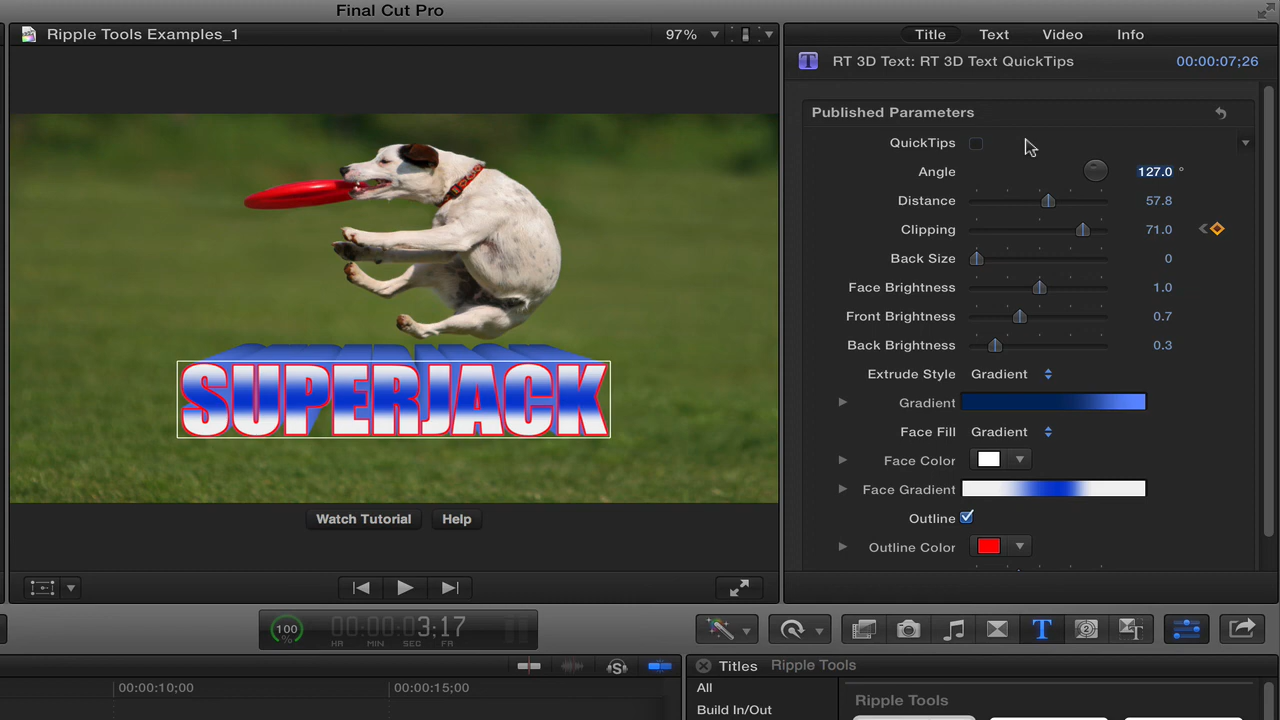 Final Cut Pro
Ripple Tools Examples_1
97%
Title Text Video Info
RT 3D Text: RT 3D Text QuickTips 00:00:07;26
Published Parameters
QuickTips
Angle 127.0 °
Distance 57.8
Clipping 71.0
Back Size 0
Face Brightness 1.0
Front Brightness 0.7
Back Brightness 0.3
Extrude Style Gradient
Gradient
Face Fill Gradient
Face Color
Face Gradient
Outline
Outline Color
SUPERJACK
Watch Tutorial Help
100 % 00:00:03;17
HR MIN SEC FR
00:00:10;00 00:00:15;00
Titles Ripple Tools
All
Build In/Out
Ripple Tools